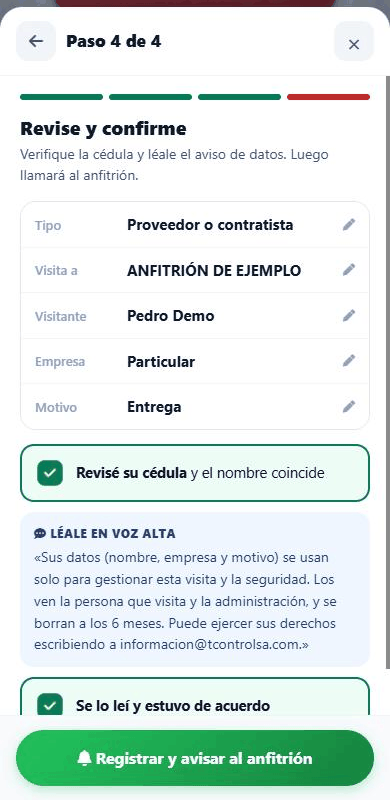 Paso 4 de 4
Revise y confirme
Verifique la cédula y léale el aviso de datos. Luego
llamará al anfitrión.
Tipo Proveedor o contratista
Visita a ANFITRIÓN DE EJEMPLO
Visitante Pedro Demo
Empresa Particular
Motivo Entrega
Revisé su cédula y el nombre coincide
LÉALE EN VOZ ALTA
«Sus datos (nombre, empresa y motivo) se usan
solo para gestionar esta visita y la seguridad. Los
ven la persona que visita y la administración, y se
borran a los 6 meses. Puede ejercer sus derechos
escribiendo a informacion@tcontrolsa.com.»
Se lo leí y estuvo de acuerdo
Registrar y avisar al anfitrión